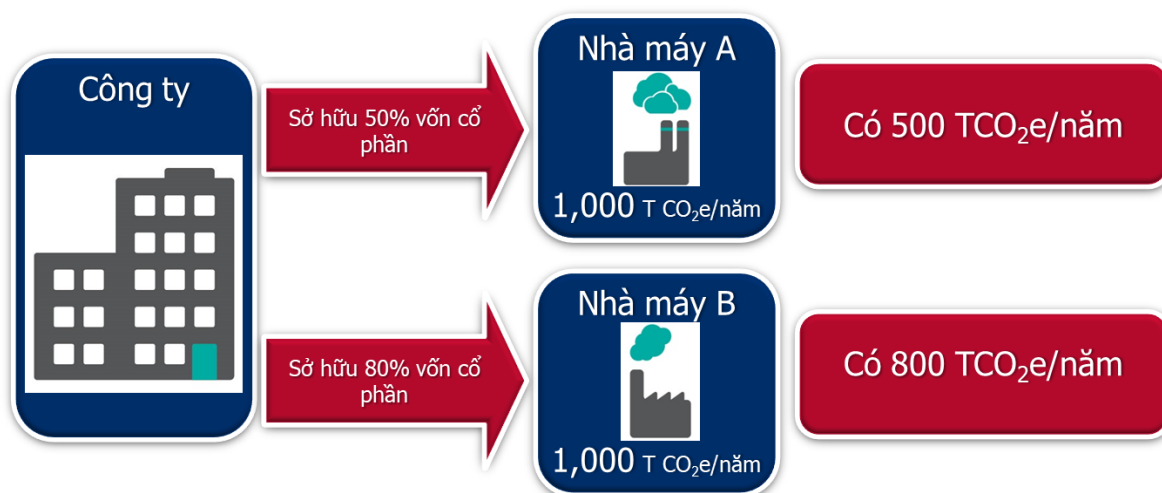 Công ty
Sở hữu 50% vốn cổ
phần
Nhà máy A
1,000 T CO₂e/năm
Có 500 TCO₂e/năm
Sở hữu 80% vốn cổ
phần
Nhà máy B
1,000 T CO₂e/năm
Có 800 TCO₂e/năm